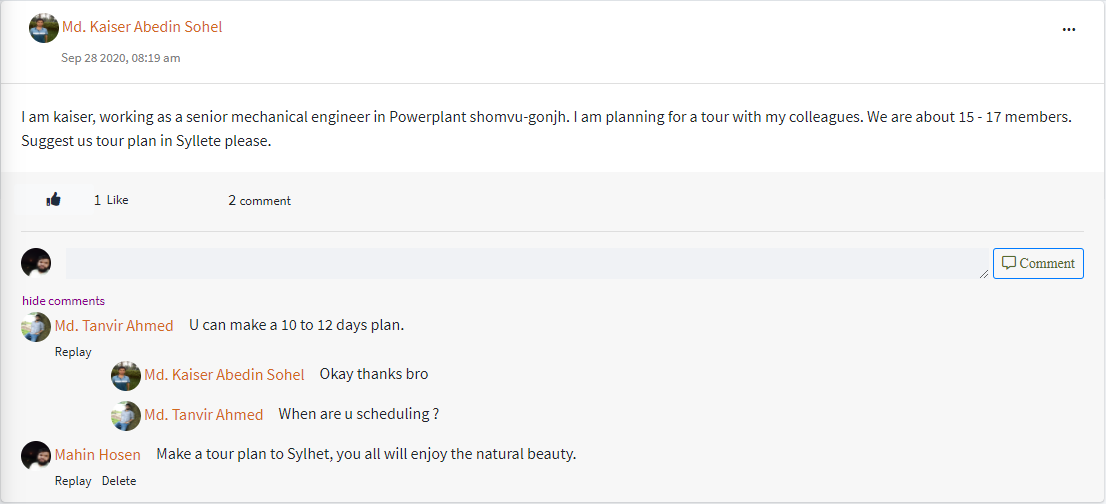 Md. Kaiser Abedin Sohel
...
Sep 28 2020, 08:19 am
I am kaiser, working as a senior mechanical engineer in Powerplant shomvu-gonjh. I am planning for a tour with my colleagues. We are about 15 - 17 members.
Suggest us tour plan in Syllete please.
1 Like 2 comment
Comment
hide comments
Md. Tanvir Ahmed U can make a 10 to 12 days plan.
Replay
Md. Kaiser Abedin Sohel Okay thanks bro
Md. Tanvir Ahmed When are u scheduling ?
Mahin Hosen Make a tour plan to Sylhet, you all will enjoy the natural beauty.
Replay Delete